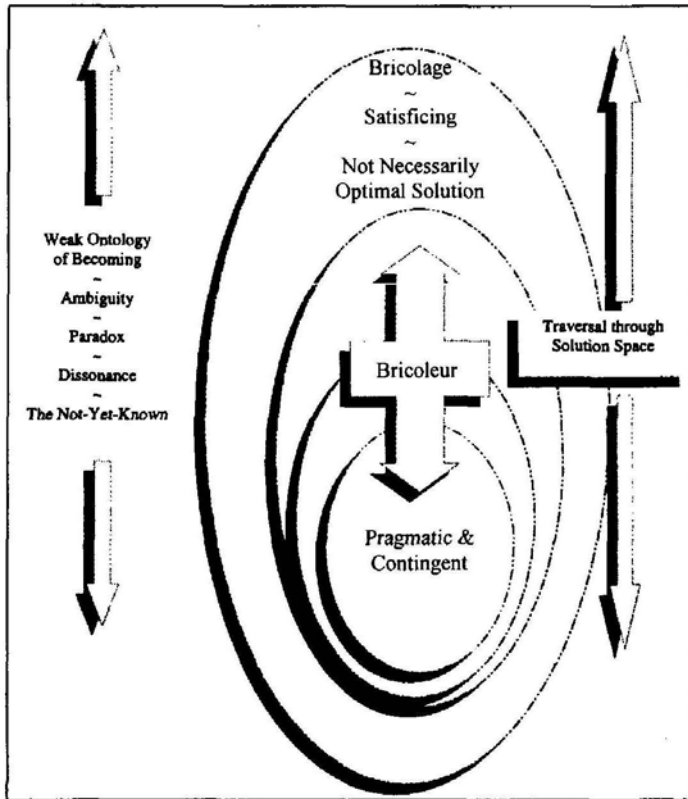 Bricolage
~
Satisficing
~
Not Necessarily
Optimal Solution
Weak Ontology
of Becoming
~
Ambiguity
~
Paradox
~
Dissonance
~
The Not-Yet-Known
Bricoleur
Traversal through
Solution Space
Pragmatic &
Contingent